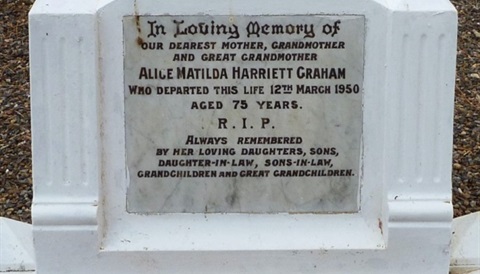 In Loving Memory of
OUR DEAREST MOTHER, GRANDMOTHER
AND GREAT GRANDMOTHER
ALICE MATILDA HARRIETT GRAHAM
WHO DEPARTED THIS LIFE 12TH MARCH 1950
AGED 75 YEARS.
R.I.P.
ALWAYS REMEMBERED
BY HER LOVING DAUGHTERS, SONS,
DAUGHTER-IN-LAW, SONS-IN-LAW,
GRANDCHILDREN AND GREAT GRANDCHILDREN.